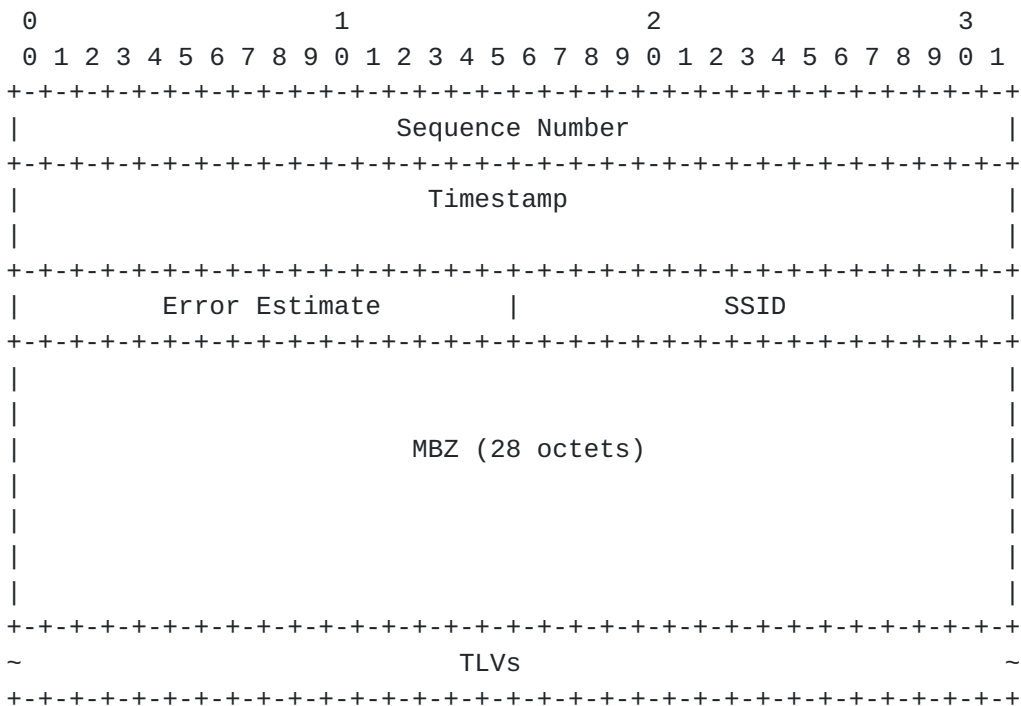 0                   1                   2                   3
 0 1 2 3 4 5 6 7 8 9 0 1 2 3 4 5 6 7 8 9 0 1 2 3 4 5 6 7 8 9 0 1
+-+-+-+-+-+-+-+-+-+-+-+-+-+-+-+-+-+-+-+-+-+-+-+-+-+-+-+-+-+-+-+-+
|                        Sequence Number                        |
+-+-+-+-+-+-+-+-+-+-+-+-+-+-+-+-+-+-+-+-+-+-+-+-+-+-+-+-+-+-+-+-+
|                          Timestamp                            |
|                                                               |
+-+-+-+-+-+-+-+-+-+-+-+-+-+-+-+-+-+-+-+-+-+-+-+-+-+-+-+-+-+-+-+-+
|         Error Estimate        |             SSID              |
+-+-+-+-+-+-+-+-+-+-+-+-+-+-+-+-+-+-+-+-+-+-+-+-+-+-+-+-+-+-+-+-+
|                                                               |
|                                                               |
|                         MBZ (28 octets)                       |
|                                                               |
|                                                               |
|                                                               |
|                                                               |
+-+-+-+-+-+-+-+-+-+-+-+-+-+-+-+-+-+-+-+-+-+-+-+-+-+-+-+-+-+-+-+-+
~                            TLVs                               ~
+-+-+-+-+-+-+-+-+-+-+-+-+-+-+-+-+-+-+-+-+-+-+-+-+-+-+-+-+-+-+-+-+